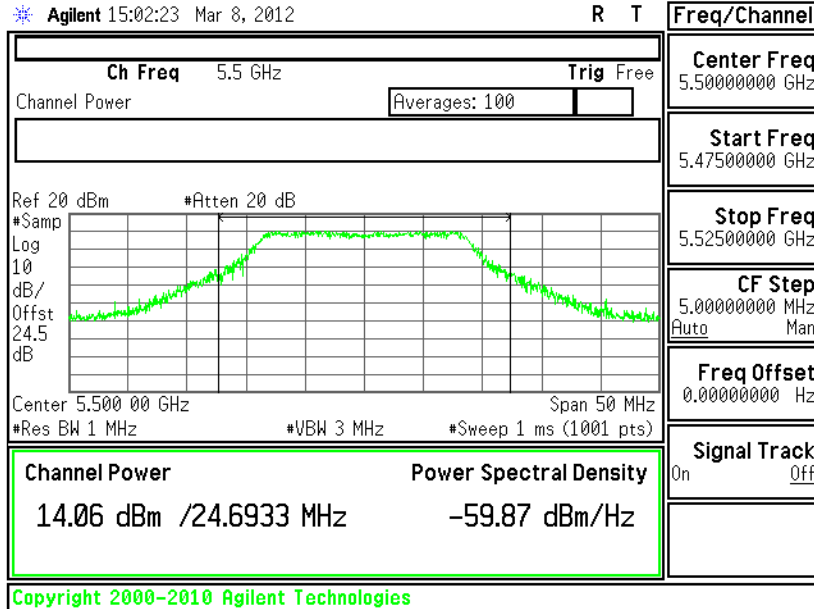 Agilent 15:02:23 Mar 8, 2012 R T
Freq/Channel
Ch Freq 5.5 GHz Trig Free
Channel Power Averages: 100
Center Freq
5.50000000 GHz
Start Freq
5.47500000 GHz
Stop Freq
5.52500000 GHz
CF Step
5.00000000 MHz
Auto Man
Freq Offset
0.00000000 Hz
Signal Track
On Off
Ref 20 dBm #Atten 20 dB
#Samp
Log
10
dB/
Offst
24.5
dB
Center 5.500 00 GHz Span 50 MHz
#Res BW 1 MHz #VBW 3 MHz #Sweep 1 ms (1001 pts)
Channel Power Power Spectral Density
14.06 dBm /24.6933 MHz -59.87 dBm/Hz
Copyright 2000-2010 Agilent Technologies